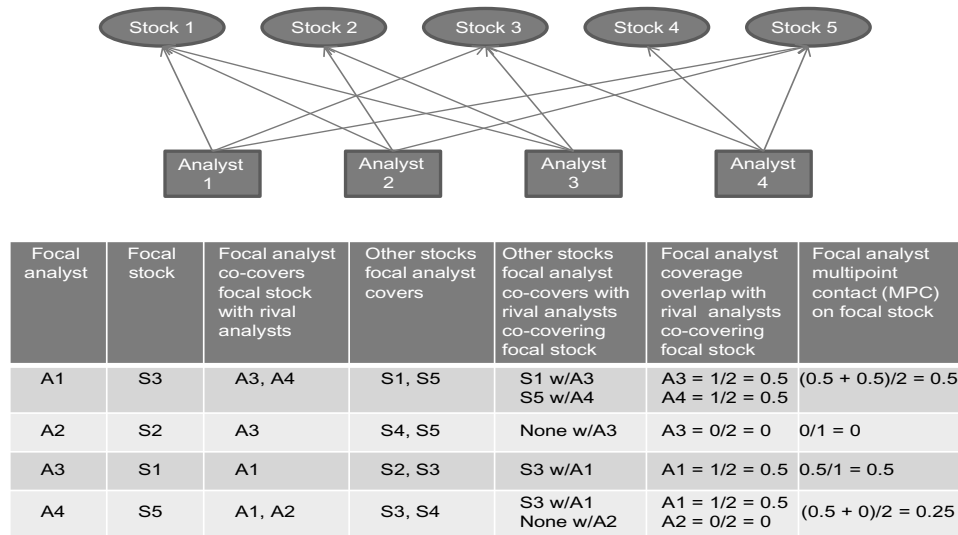 Stock 1 Stock 2 Stock 3 Stock 4 Stock 5
Analyst 1
Analyst 2
Analyst 3
Analyst 4
Focal analyst
Focal stock
Focal analyst co-covers focal stock with rival analysts
Other stocks focal analyst covers
Other stocks focal analyst co-covers with rival analysts co-covering focal stock
Focal analyst coverage overlap with rival analysts co-covering focal stock
Focal analyst multipoint contact (MPC) on focal stock
A1 S3 A3, A4 S1, S5 S1 w/A3 A3 = 1/2 = 0.5 (0.5 + 0.5)/2 = 0.5
S5 w/A4 A4 = 1/2 = 0.5
A2 S2 A3 S4, S5 None w/A3 A3 = 0/2 = 0 0/1 = 0
A3 S1 A1 S2, S3 S3 w/A1 A1 = 1/2 = 0.5 0.5/1 = 0.5
A4 S5 A1, A2 S3, S4 S3 w/A1 A1 = 1/2 = 0.5 (0.5 + 0)/2 = 0.25
None w/A2 A2 = 0/2 = 0